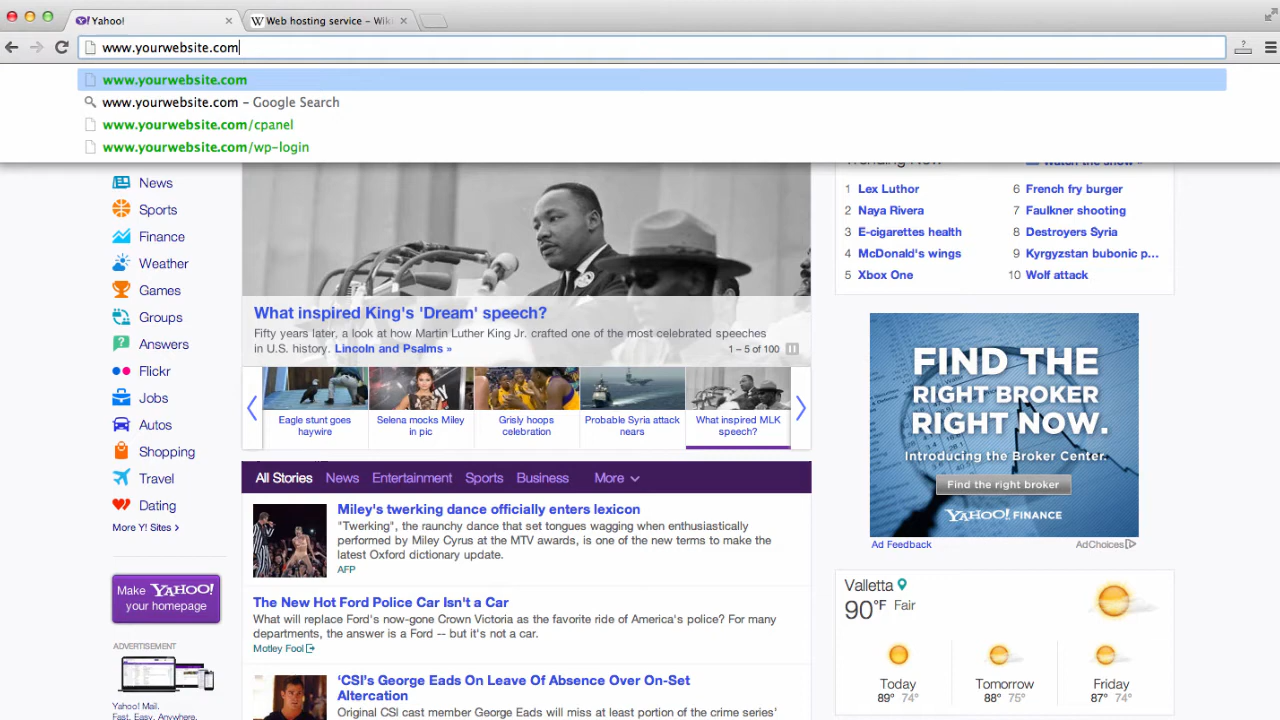 Yahoo!
Web hosting service – Wiki
www.yourwebsite.com
www.yourwebsite.com
www.yourwebsite.com – Google Search
www.yourwebsite.com/cpanel
www.yourwebsite.com/wp-login
News
Sports
Finance
Weather
Games
Groups
Answers
Flickr
Jobs
Autos
Shopping
Travel
Dating
More Y! Sites >
Make YAHOO!
your homepage
ADVERTISEMENT
Yahoo! Mail.
Fast. Easy. Anywhere.
What inspired King's 'Dream' speech?
Fifty years later, a look at how Martin Luther King Jr. crafted one of the most celebrated speeches
in U.S. history. Lincoln and Psalms »
1 – 5 of 100
Eagle stunt goes
haywire
Selena mocks Miley
in pic
Grisly hoops
celebration
Probable Syria attack
nears
What inspired MLK
speech?
All Stories News Entertainment Sports Business More
Miley's twerking dance officially enters lexicon
"Twerking", the raunchy dance that set tongues wagging when enthusiastically
performed by Miley Cyrus at the MTV awards, is one of the new terms to make the
latest Oxford dictionary update.
AFP
The New Hot Ford Police Car Isn't a Car
What will replace Ford's now-gone Crown Victoria as the favorite ride of America's police? For many
departments, the answer is a Ford -- but it's not a car.
Motley Fool
'CSI's George Eads On Leave Of Absence Over On-Set
Altercation
Original CSI cast member George Eads will miss at least portion of the crime series'
Trending Now
Watch the show »
1 Lex Luthor
2 Naya Rivera
3 E-cigarettes health
4 McDonald's wings
5 Xbox One
6 French fry burger
7 Faulkner shooting
8 Destroyers Syria
9 Kyrgyzstan bubonic p...
10 Wolf attack
FIND THE
RIGHT BROKER
RIGHT NOW.
Introducing the Broker Center.
Find the right broker
YAHOO! FINANCE
Ad Feedback
AdChoices
Valletta
90°F Fair
Today
89° 74°
Tomorrow
88° 75°
Friday
87° 74°